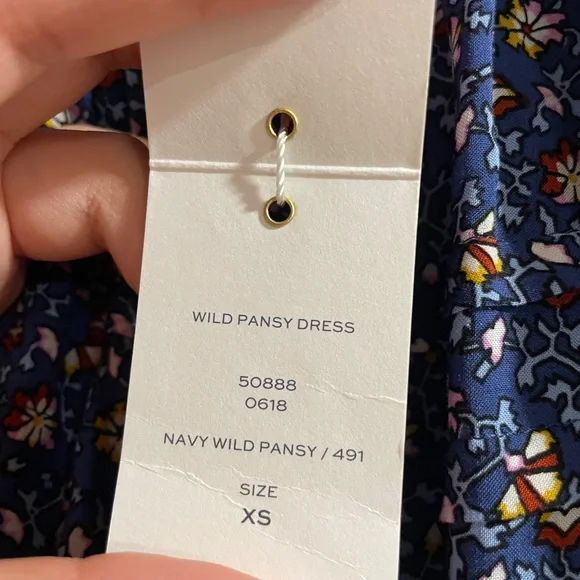 WILD PANSY DRESS
50888
0618
NAVY WILD PANSY / 491
SIZE
XS